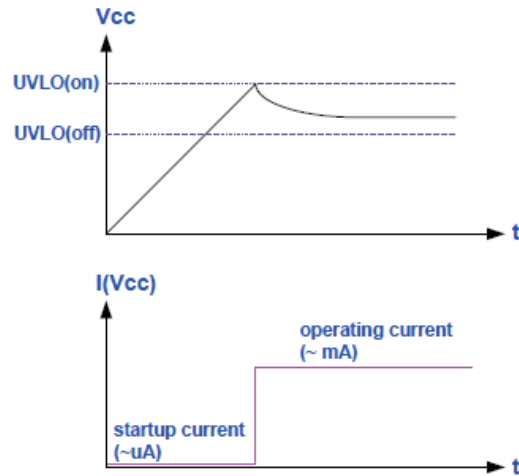 Vcc
UVLO(on)
UVLO(off)
t
I(Vcc)
operating current
(~ mA)
startup current
(~uA)
t